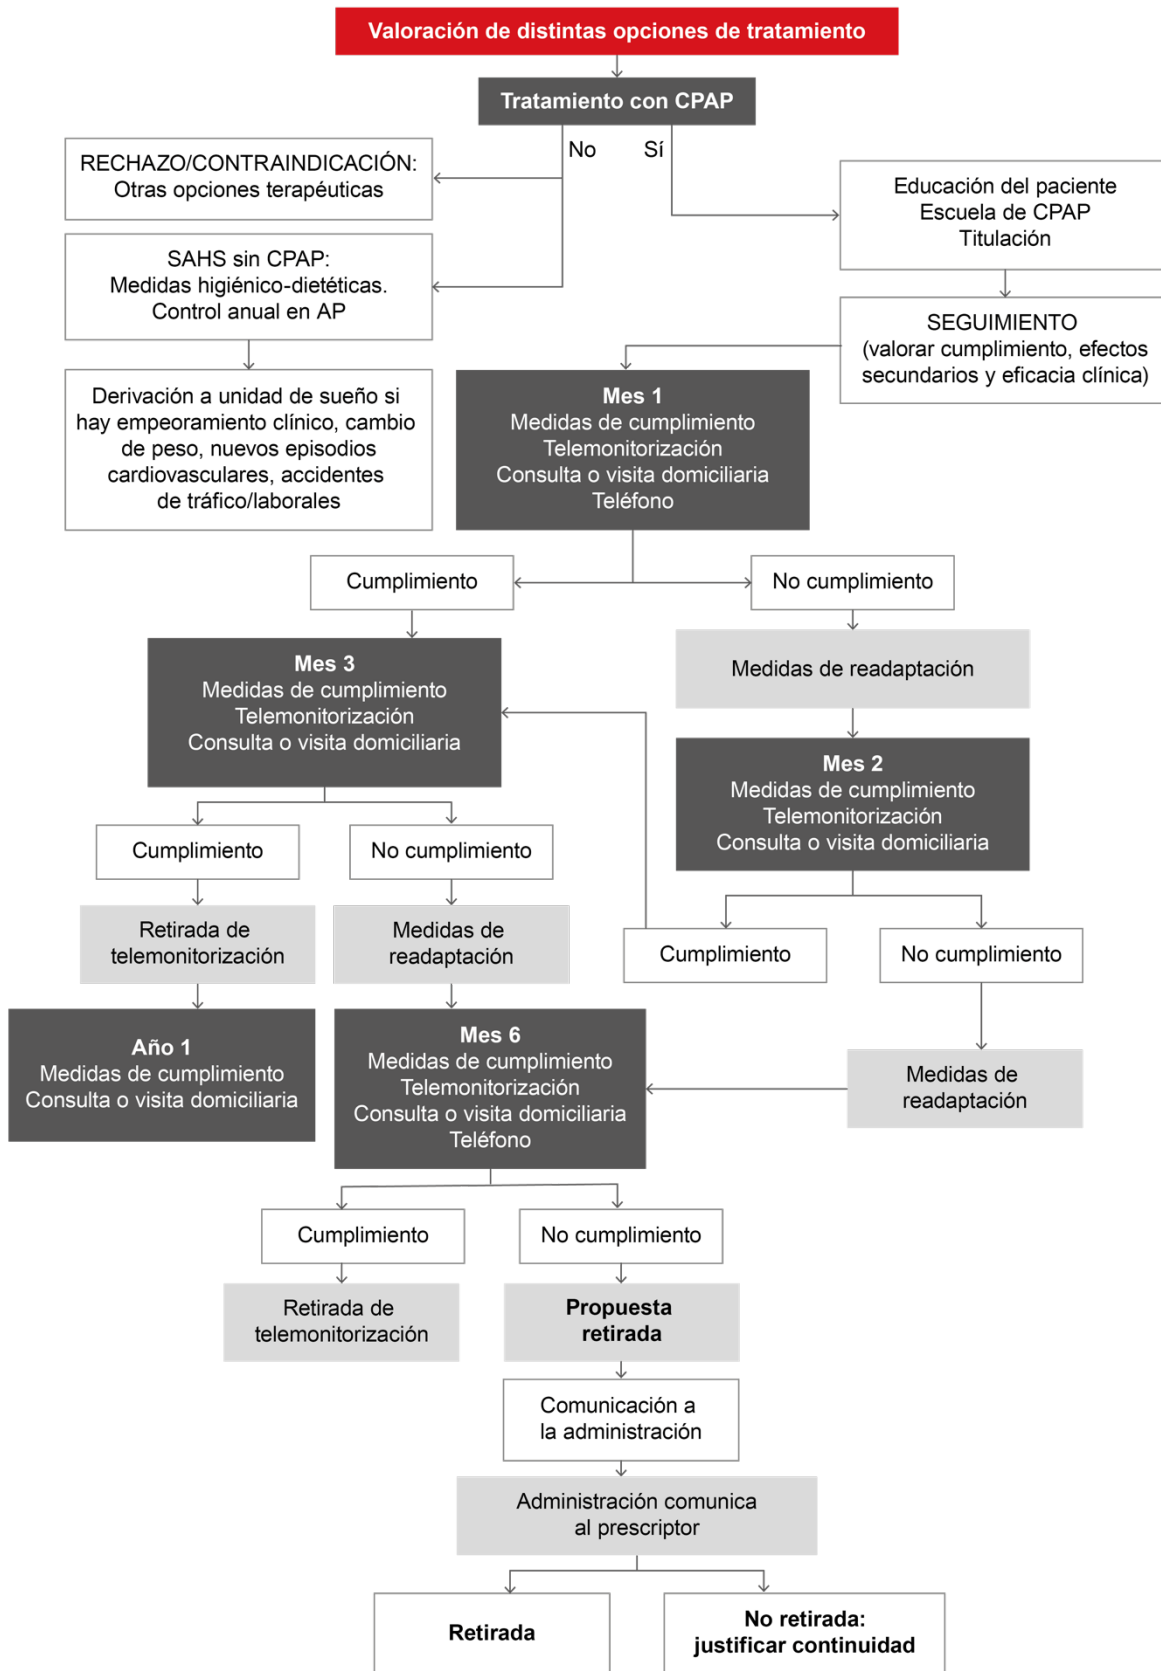 Valoración de distintas opciones de tratamiento
Tratamiento con CPAP
No
Sí
RECHAZO/CONTRAINDICACIÓN:
Otras opciones terapéuticas
SAHS sin CPAP:
Medidas higiénico-dietéticas.
Control anual en AP
Derivación a unidad de sueño si
hay empeoramiento clínico, cambio
de peso, nuevos episodios
cardiovasculares, accidentes
de tráfico/laborales
Educación del paciente
Escuela de CPAP
Titulación
SEGUIMIENTO
(valorar cumplimiento, efectos
secundarios y eficacia clínica)
Mes 1
Medidas de cumplimiento
Telemonitorización
Consulta o visita domiciliaria
Teléfono
Cumplimiento
No cumplimiento
Mes 3
Medidas de cumplimiento
Telemonitorización
Consulta o visita domiciliaria
Medidas de readaptación
Mes 2
Medidas de cumplimiento
Telemonitorización
Consulta o visita domiciliaria
Cumplimiento
No cumplimiento
Retirada de
telemonitorización
Medidas de
readaptación
Cumplimiento
No cumplimiento
Año 1
Medidas de cumplimiento
Consulta o visita domiciliaria
Mes 6
Medidas de cumplimiento
Telemonitorización
Consulta o visita domiciliaria
Teléfono
Medidas de
readaptación
Cumplimiento
No cumplimiento
Retirada de
telemonitorización
Propuesta
retirada
Comunicación a
la administración
Administración comunica
al prescriptor
Retirada
No retirada:
justificar continuidad